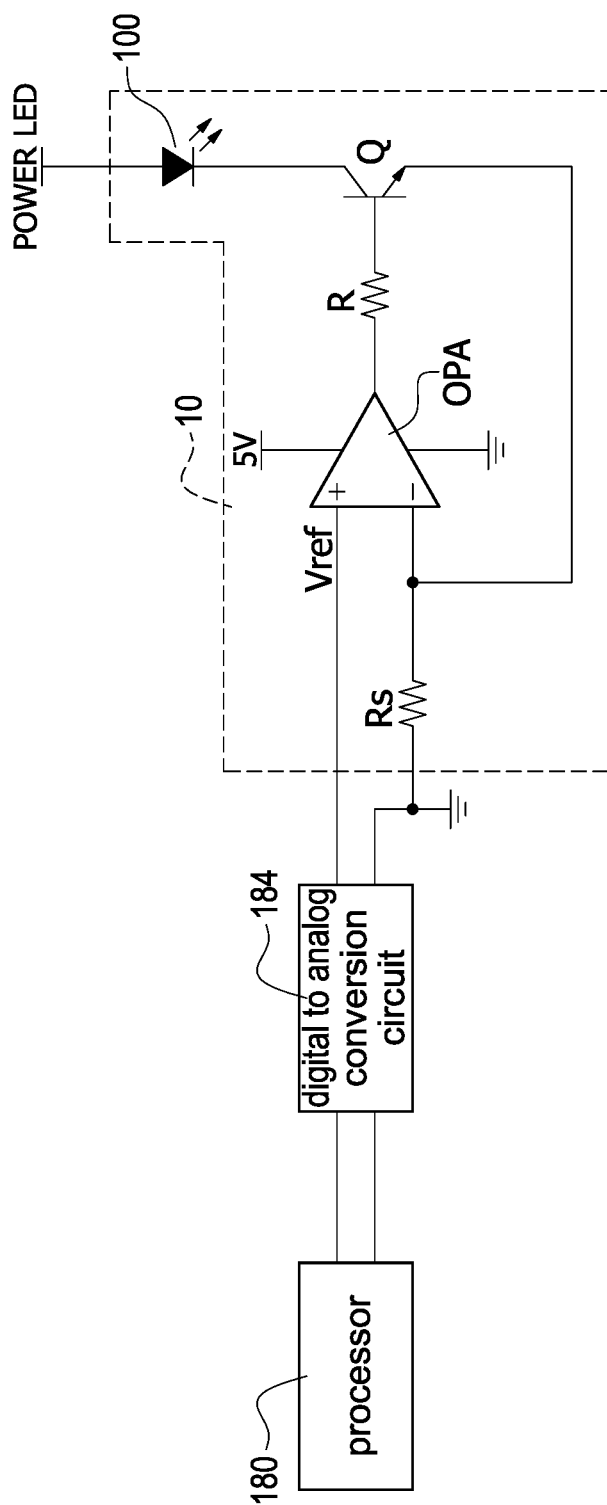 POWER LED
100
10
5V
Q
R
OPA
Vref
+
−
Rs
184
digital to analog
conversion
circuit
180
processor